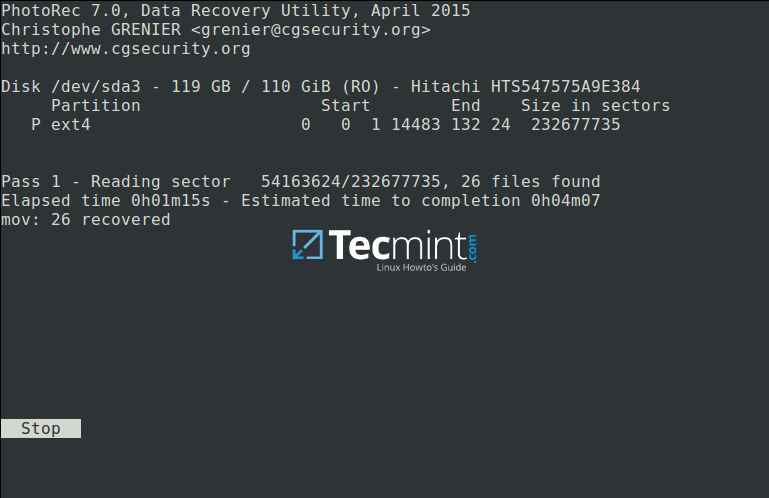 PhotoRec 7.0, Data Recovery Utility, April 2015
Christophe GRENIER <grenier@cgsecurity.org>
http://www.cgsecurity.org
Disk /dev/sda3 - 119 GB / 110 GiB (RO) - Hitachi HTS547575A9E384
Partition Start End Size in sectors
P ext4 0 0 1 14483 132 24 232677735
Pass 1 - Reading sector 54163624/232677735, 26 files found
Elapsed time 0h01m15s - Estimated time to completion 0h04m07
mov: 26 recovered
Tecmint.com
Linux Howto's Guide
Stop